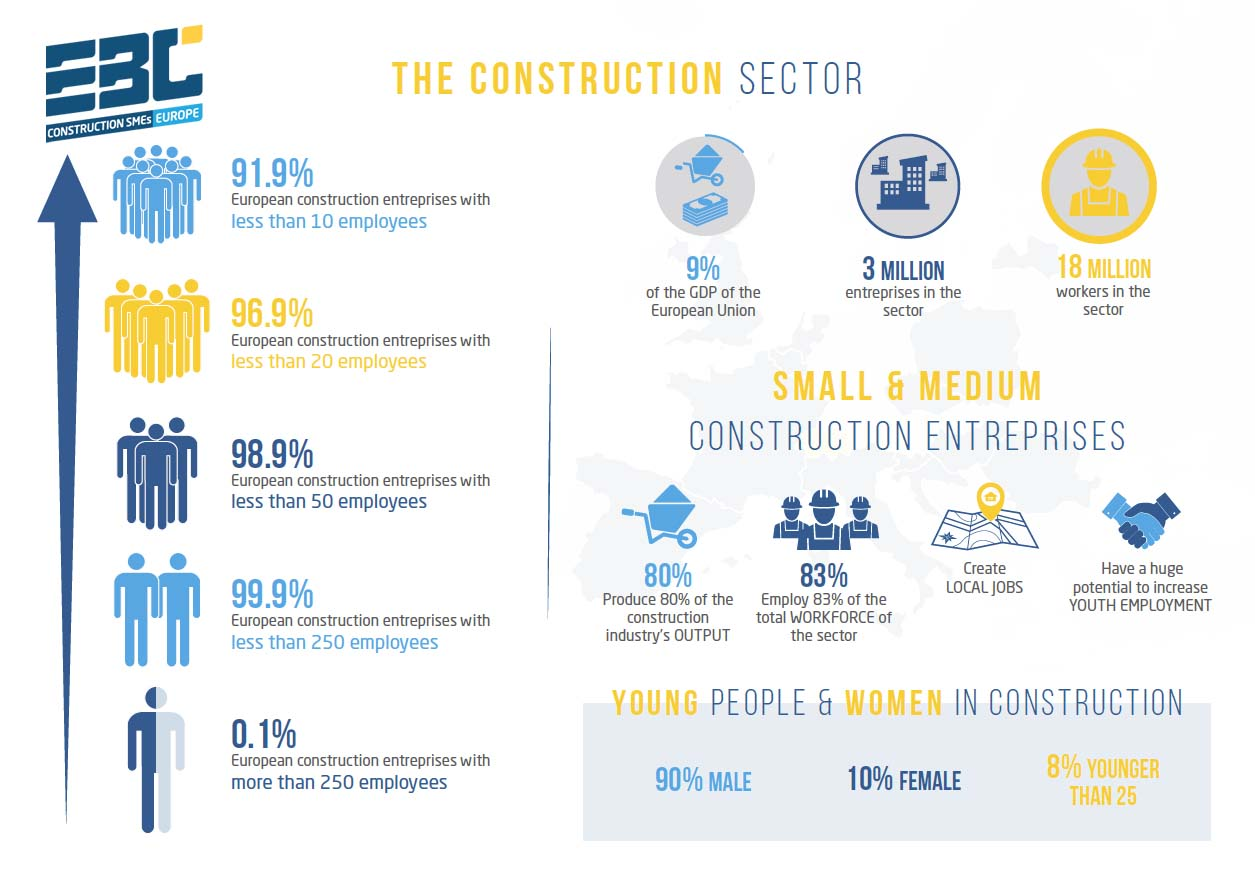 EBC
CONSTRUCTION SMEs EUROPE
THE CONSTRUCTION SECTOR
91.9%
European construction entreprises with
less than 10 employees
96.9%
European construction entreprises with
less than 20 employees
98.9%
European construction entreprises with
less than 50 employees
99.9%
European construction entreprises with
less than 250 employees
0.1%
European construction entreprises with
more than 250 employees
9%
of the GDP of the
European Union
3 MILLION
entreprises in the
sector
18 MILLION
workers in the
sector
SMALL & MEDIUM
CONSTRUCTION ENTREPRISES
80%
Produce 80% of the
construction
industry's OUTPUT
83%
Employ 83% of the
total WORKFORCE of
the sector
Create
LOCAL JOBS
Have a huge
potential to increase
YOUTH EMPLOYMENT
YOUNG PEOPLE & WOMEN IN CONSTRUCTION
90% MALE
10% FEMALE
8% YOUNGER
THAN 25